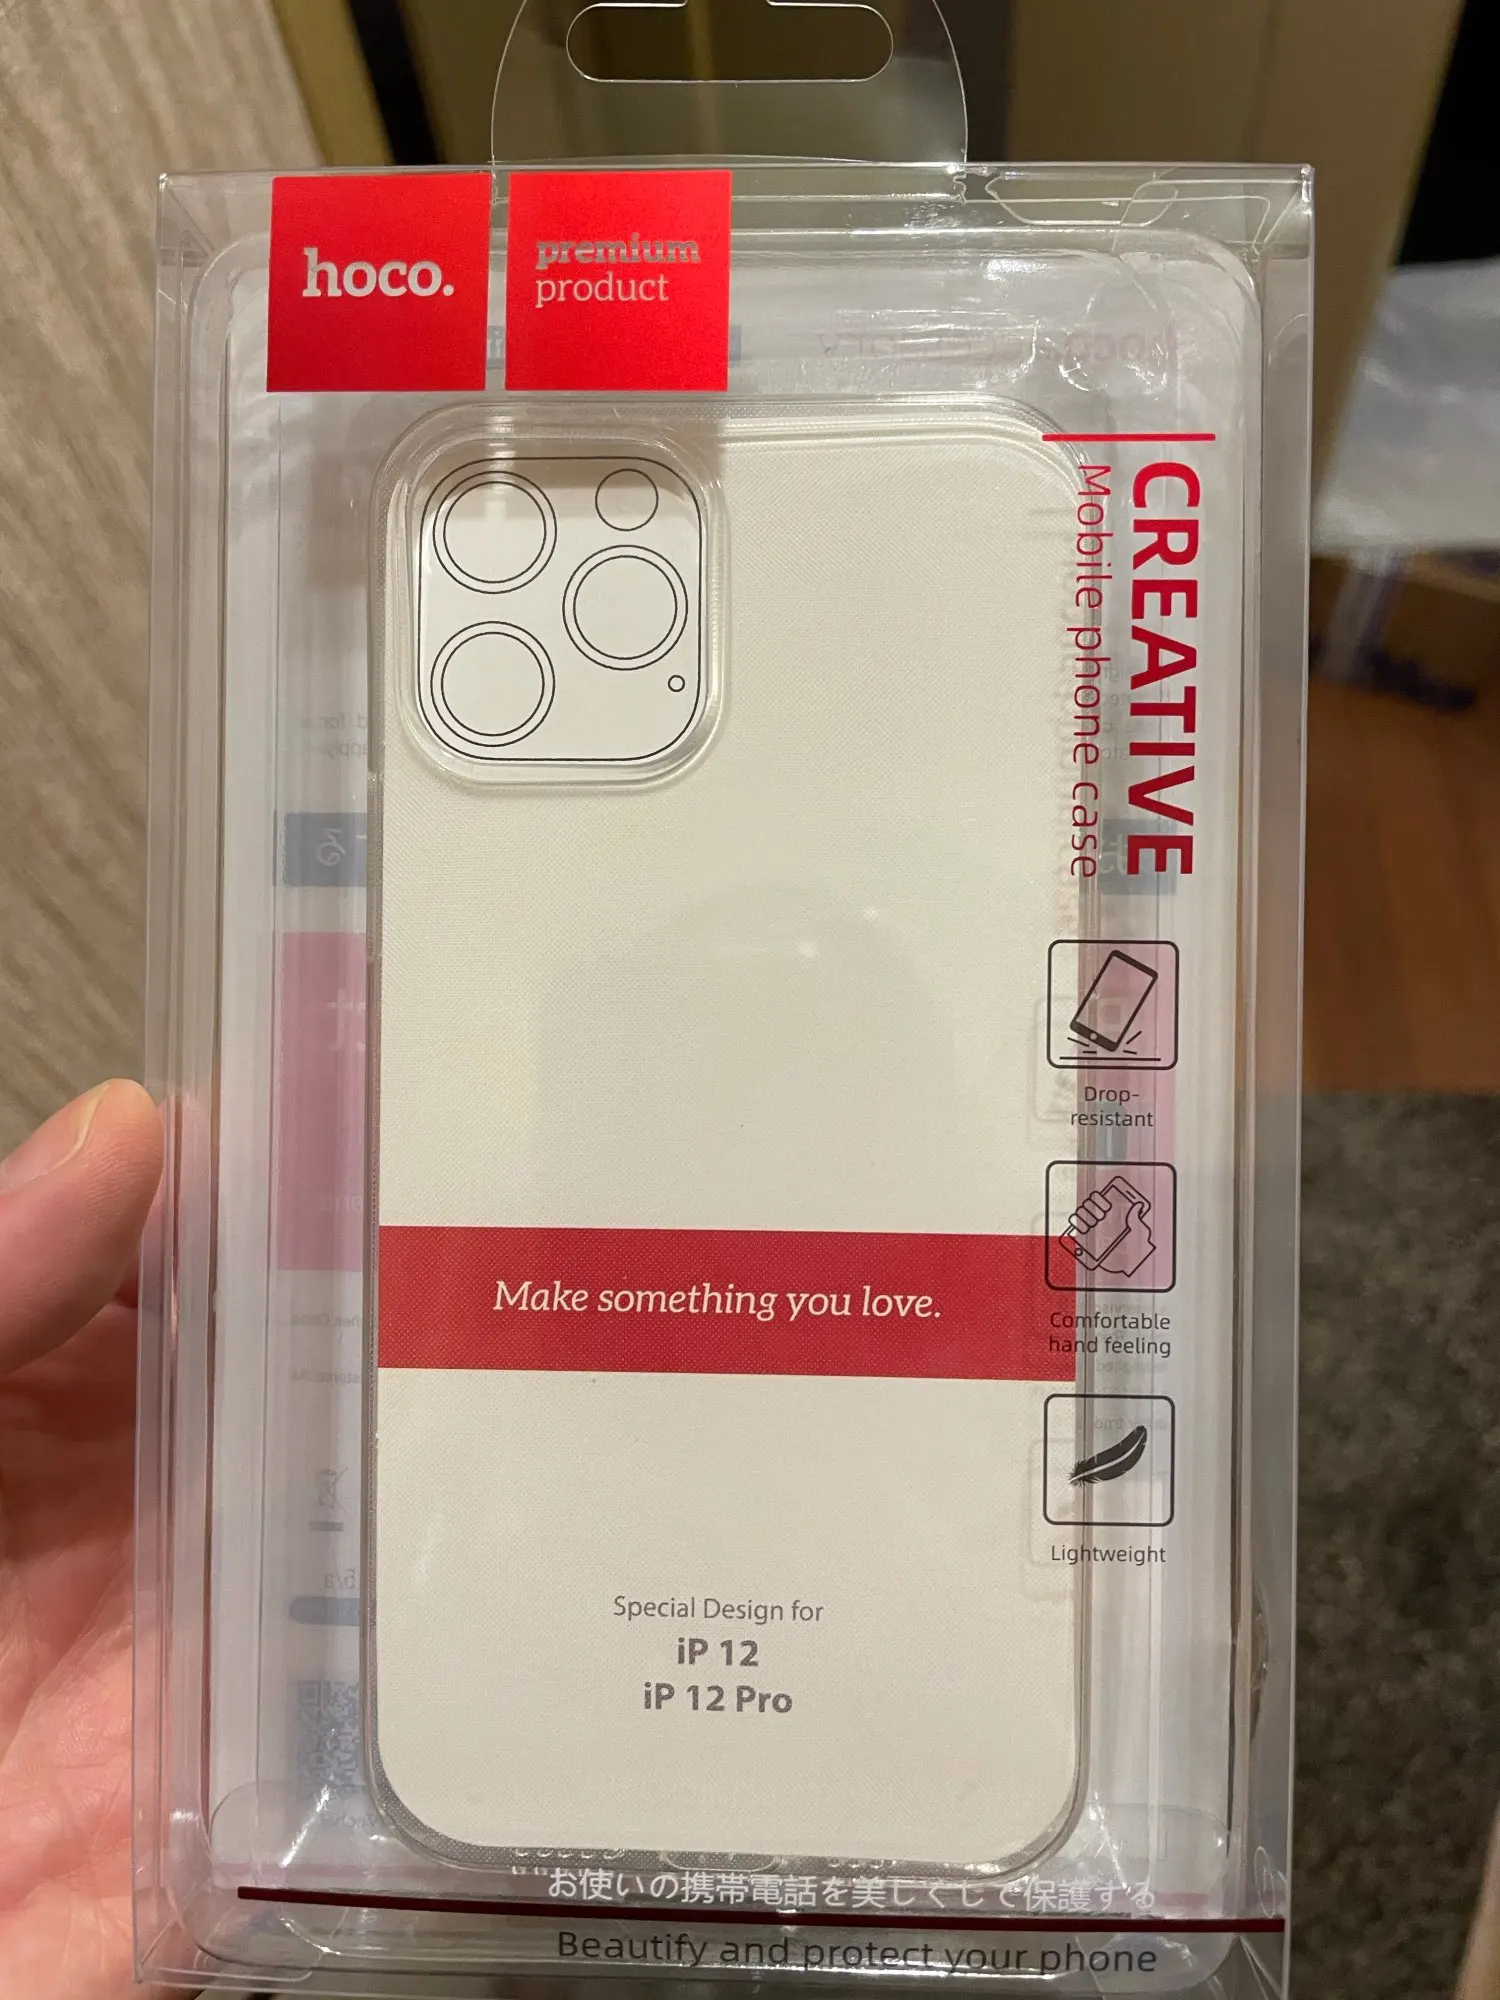 hoco.
premium
product
CREATIVE
Mobile phone case
Drop-
resistant
Comfortable
hand feeling
Lightweight
Make something you love.
Special Design for
iP 12
iP 12 Pro
お使いの携帯電話を美しくして保護する
Beautify and protect your phone